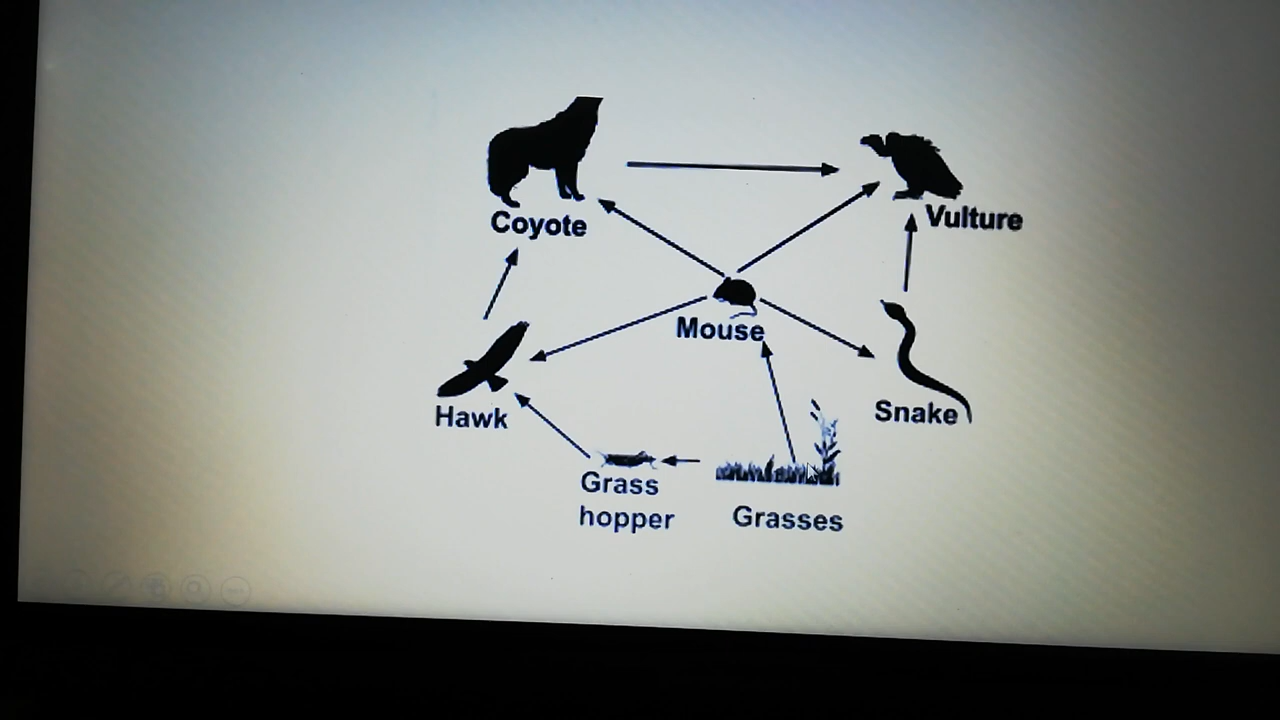 Coyote
Vulture
Mouse
Hawk
Snake
Grass
hopper
Grasses